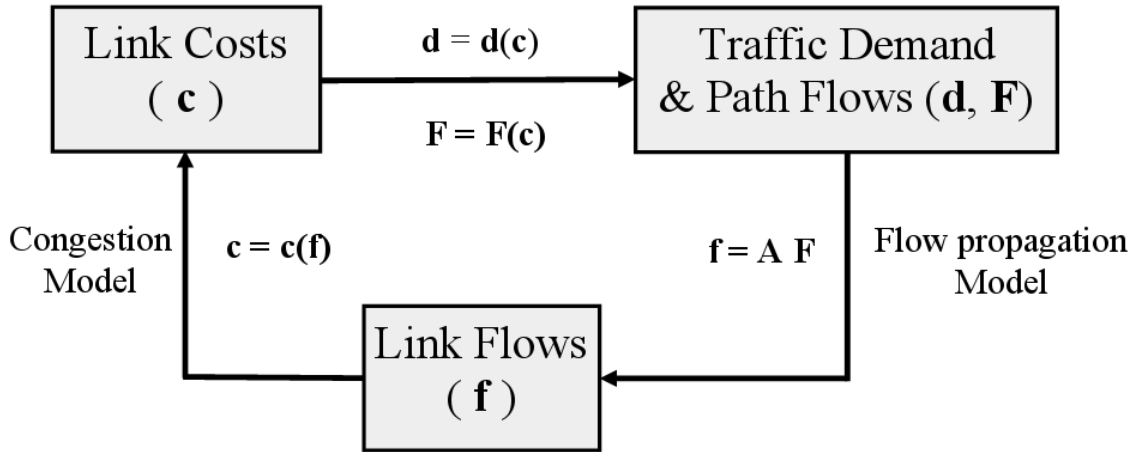 Link Costs
( c )
d = d(c)
F = F(c)
Traffic Demand
& Path Flows (d, F)
Congestion
Model
c = c(f)
f = A F
Flow propagation
Model
Link Flows
( f )